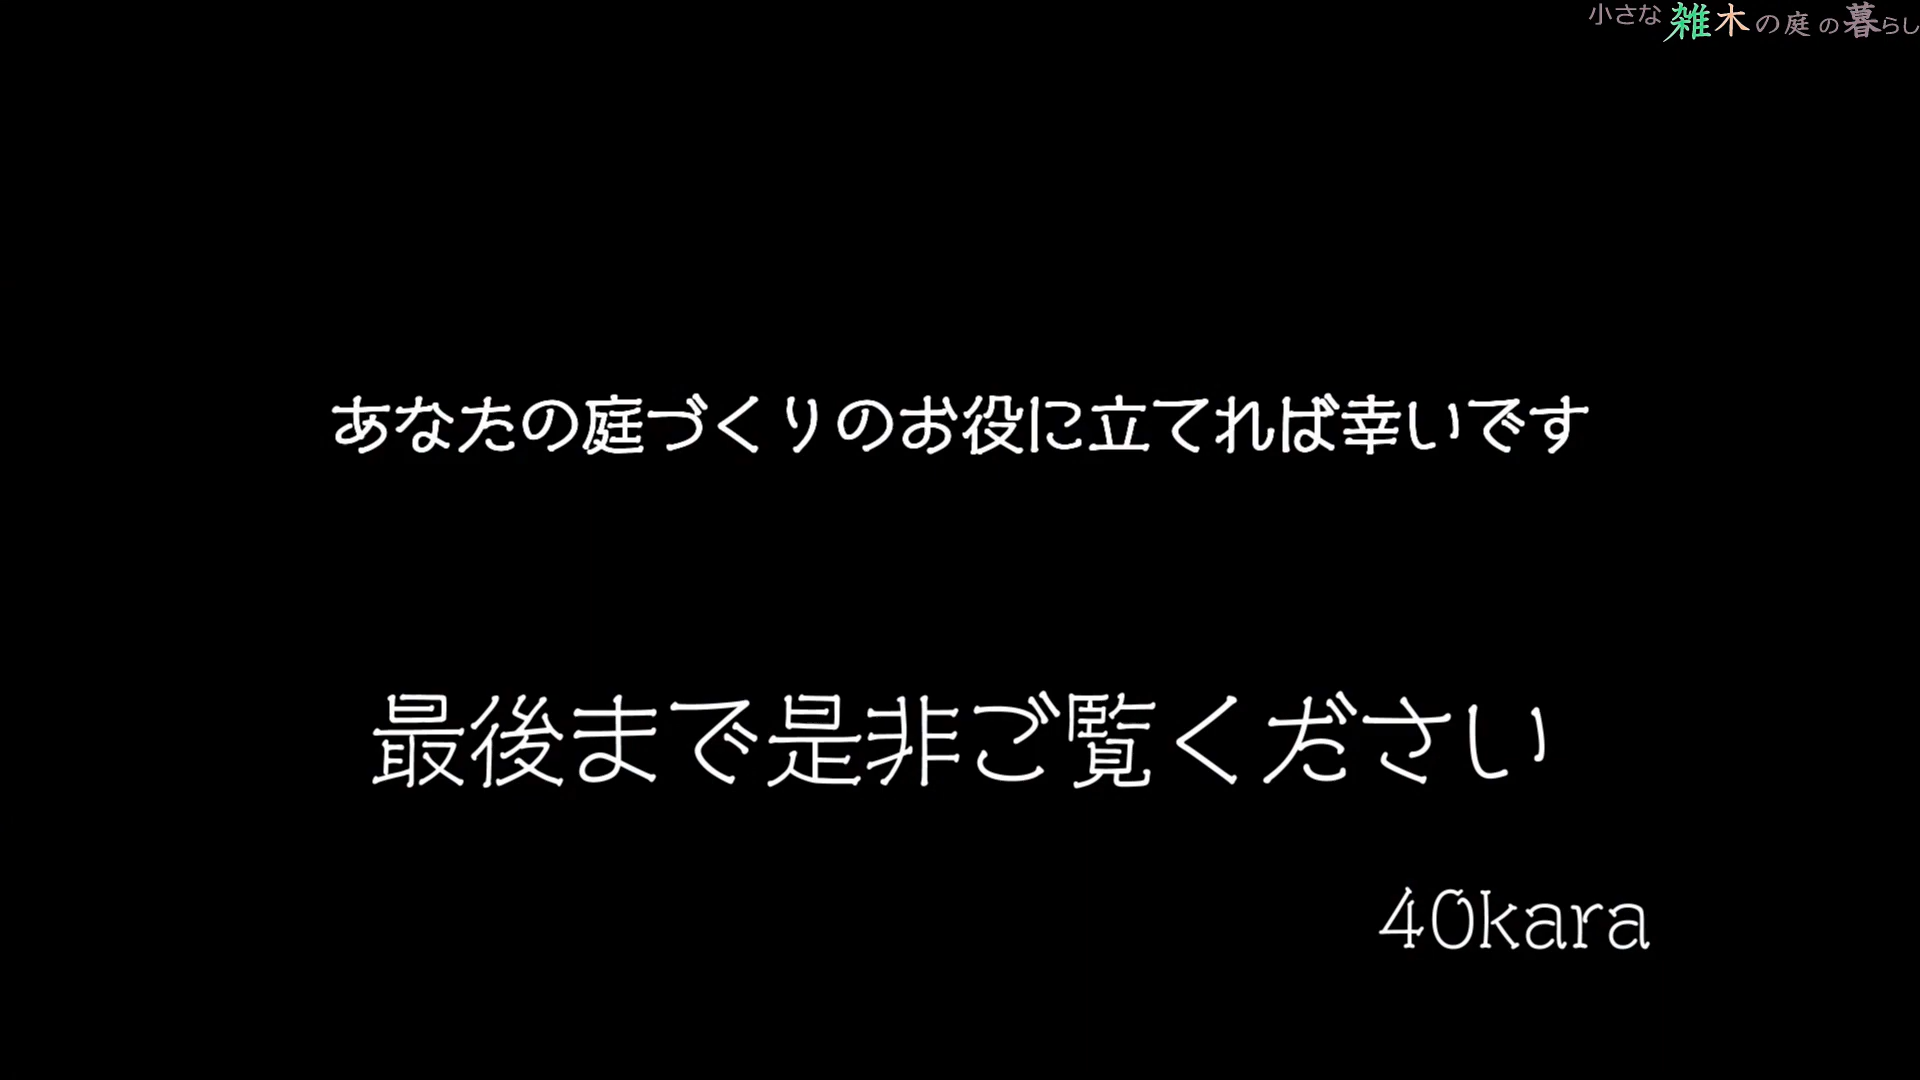 小さな雑木の庭の暮らし
あなたの庭づくりのお役に立てれば幸いです
最後まで是非ご覧ください
40kara